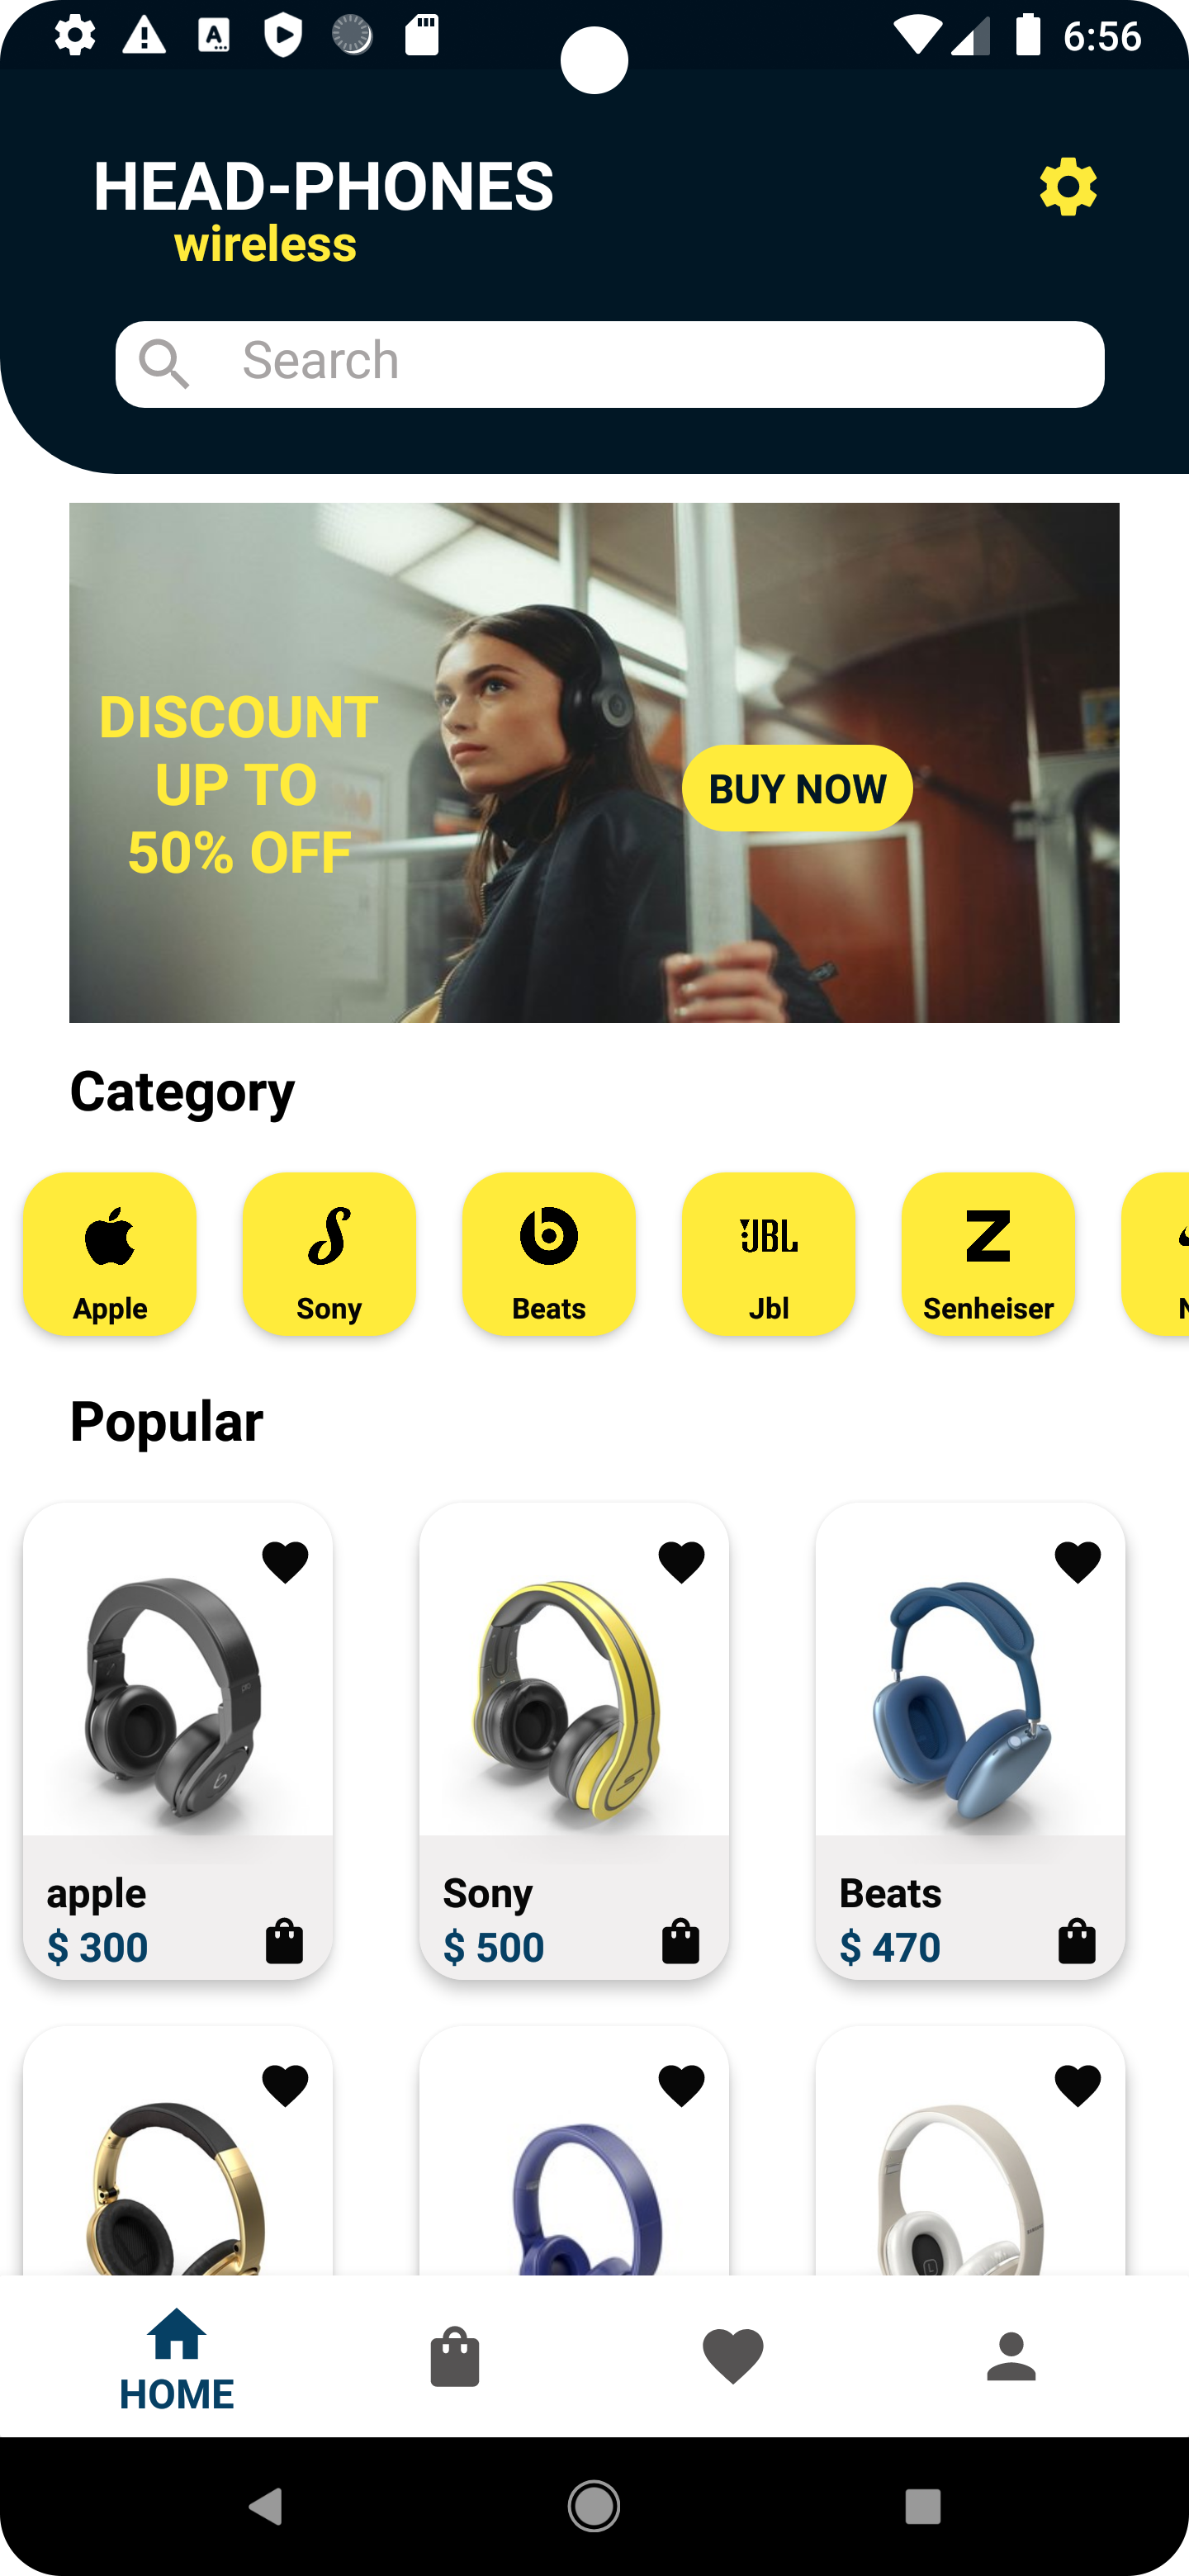 6:56
HEAD-PHONES
wireless
Search
DISCOUNT
UP TO
50% OFF
BUY NOW
Category
JBL
Apple
Sony
Beats
Jbl
Senheiser
Popular
apple
$ 300
Sony
$ 500
Beats
$ 470
HOME